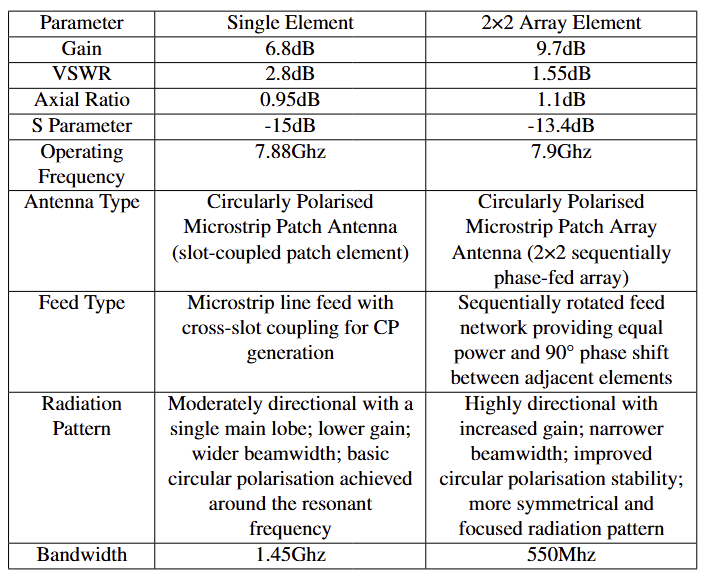 Parameter Single Element 2×2 Array Element
Gain 6.8dB 9.7dB
VSWR 2.8dB 1.55dB
Axial Ratio 0.95dB 1.1dB
S Parameter -15dB -13.4dB
Operating Frequency 7.88Ghz 7.9Ghz
Antenna Type Circularly Polarised Circularly Polarised
Microstrip Patch Antenna Microstrip Patch Array
(slot-coupled patch element) Antenna (2×2 sequentially
phase-fed array)
Feed Type Microstrip line feed with Sequentially rotated feed
cross-slot coupling for CP network providing equal
generation power and 90° phase shift
between adjacent elements
Radiation Moderately directional with a Highly directional with
Pattern single main lobe; lower gain; increased gain; narrower
wider beamwidth; basic beamwidth; improved
circular polarisation achieved circular polarisation stability;
around the resonant more symmetrical and
frequency focused radiation pattern
Bandwidth 1.45Ghz 550Mhz